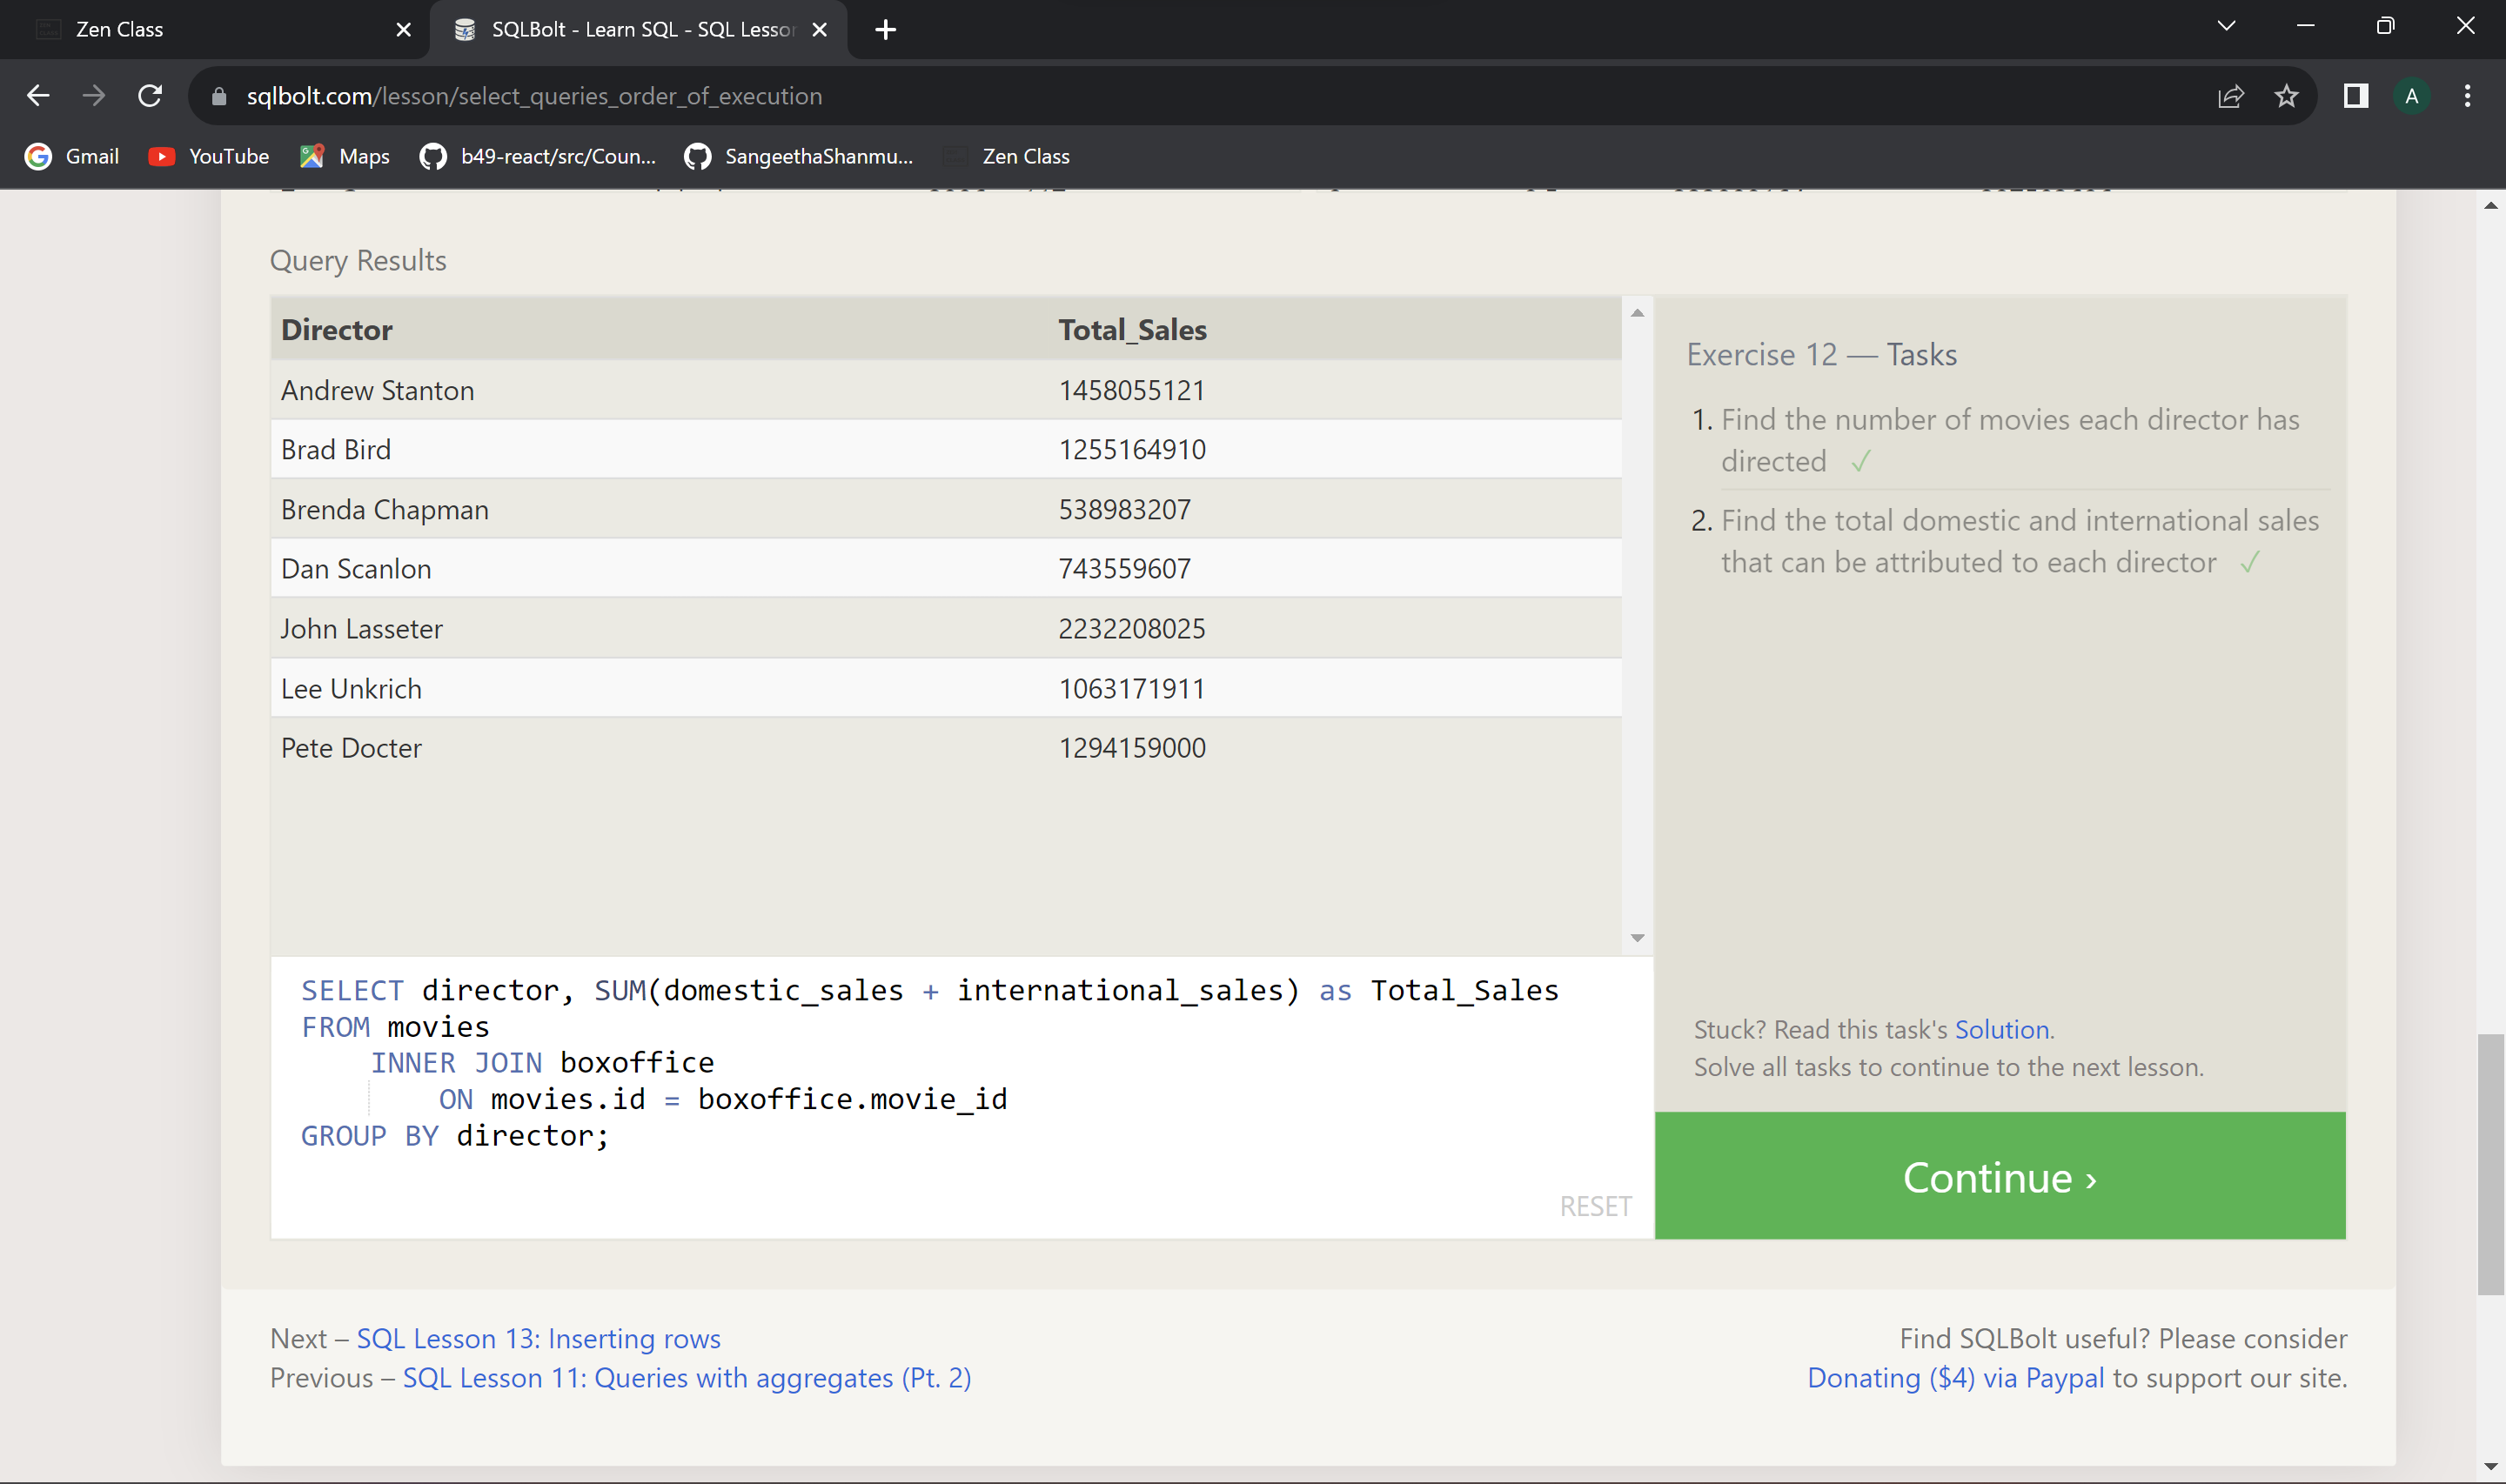 Zen Class
SQLBolt - Learn SQL - SQL Lesson
sqlbolt.com/lesson/select_queries_order_of_execution
A
Gmail
YouTube
Maps
b49-react/src/Coun...
SangeethaShanmu...
Zen Class
Query Results
Director Total_Sales
Andrew Stanton 1458055121
Brad Bird 1255164910
Brenda Chapman 538983207
Dan Scanlon 743559607
John Lasseter 2232208025
Lee Unkrich 1063171911
Pete Docter 1294159000
Exercise 12 — Tasks
1. Find the number of movies each director has
directed ✓
2. Find the total domestic and international sales
that can be attributed to each director ✓
SELECT director, SUM(domestic_sales + international_sales) as Total_Sales
FROM movies
INNER JOIN boxoffice
ON movies.id = boxoffice.movie_id
GROUP BY director;
RESET
Stuck? Read this task's Solution.
Solve all tasks to continue to the next lesson.
Continue ›
Next – SQL Lesson 13: Inserting rows
Previous – SQL Lesson 11: Queries with aggregates (Pt. 2)
Find SQLBolt useful? Please consider
Donating ($4) via Paypal to support our site.